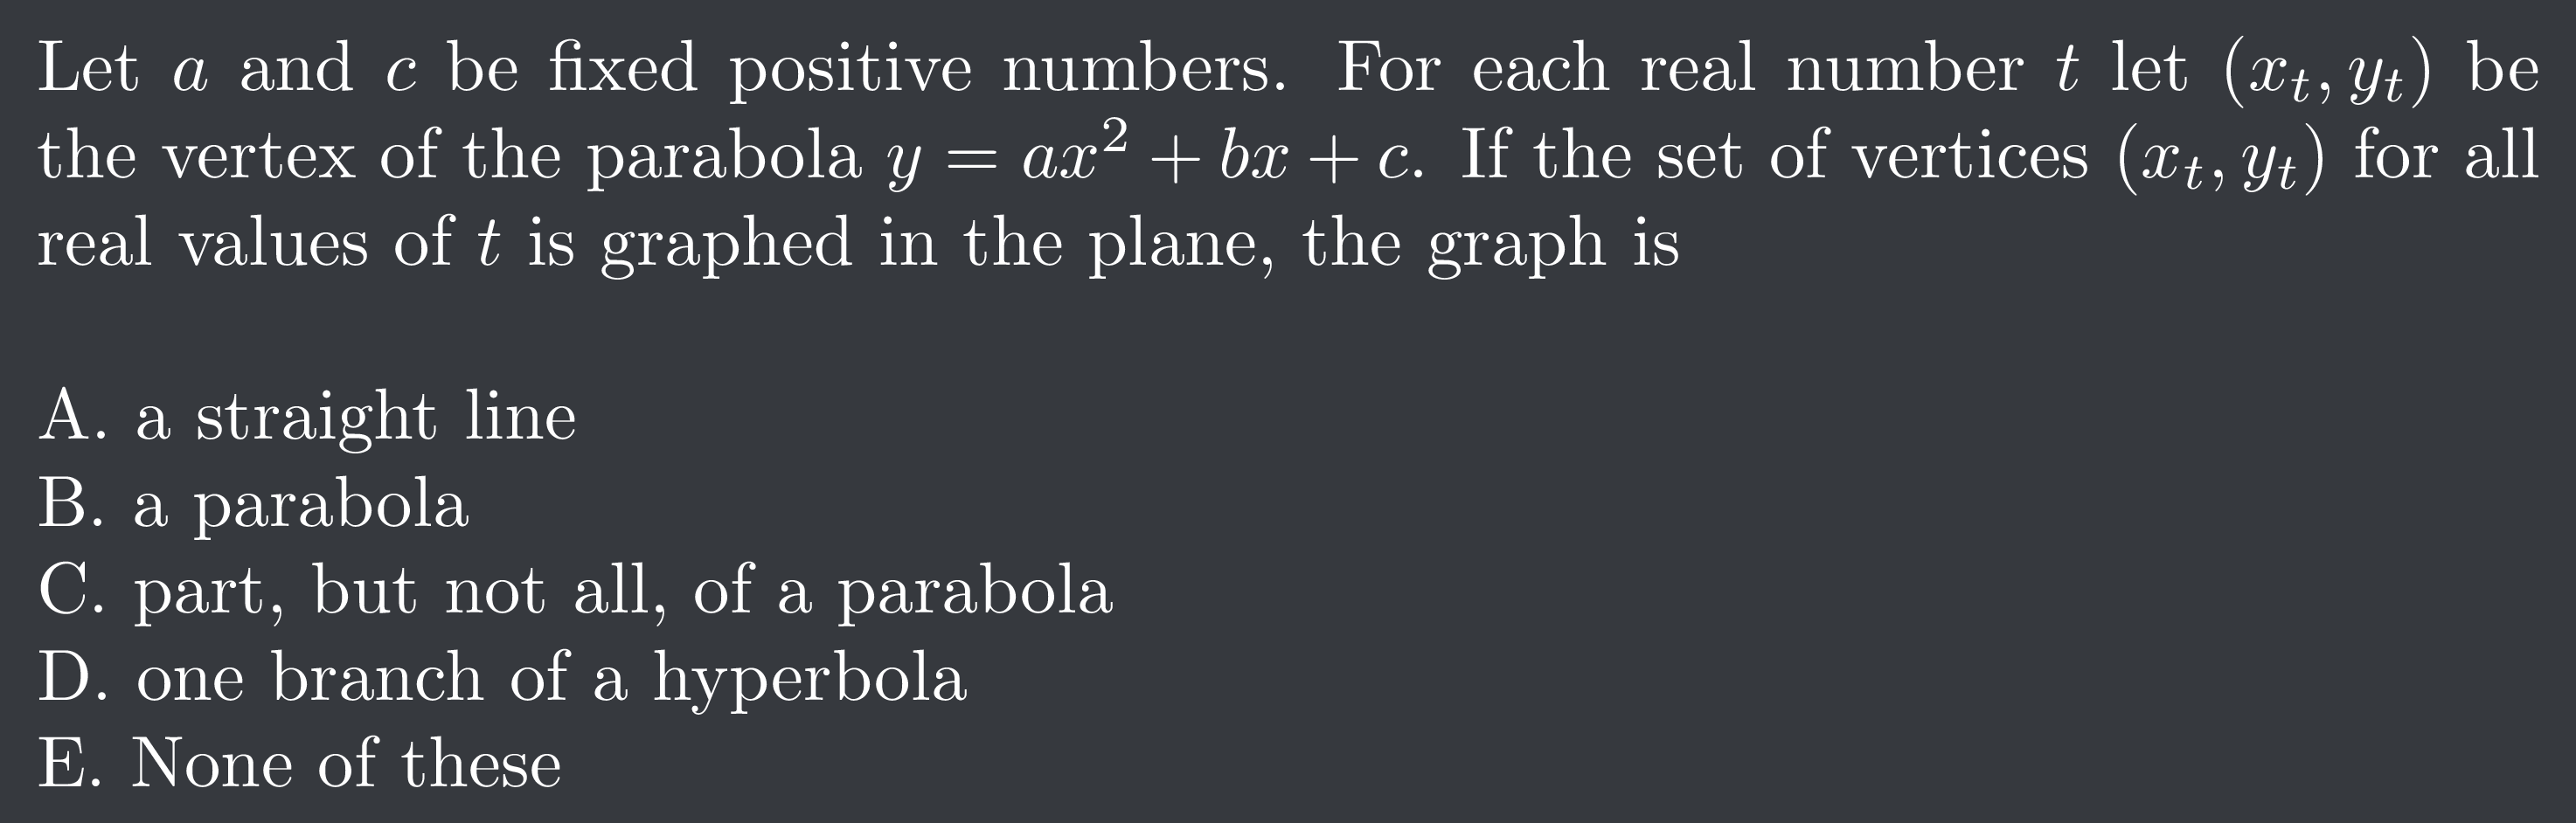 Let a and c be fixed positive numbers. For each real number t let (x_t, y_t) be
the vertex of the parabola y = ax^2 + bx + c. If the set of vertices (x_t, y_t) for all
real values of t is graphed in the plane, the graph is
A. a straight line
B. a parabola
C. part, but not all, of a parabola
D. one branch of a hyperbola
E. None of these